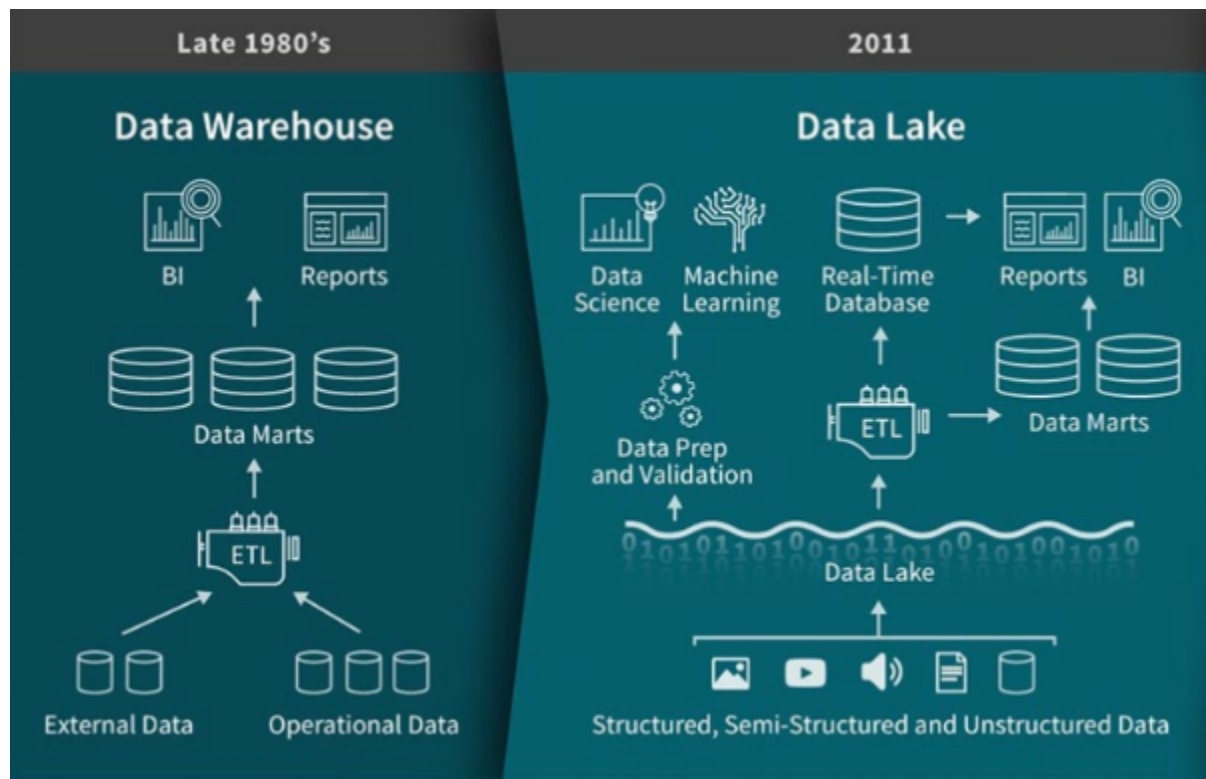 Late 1980's
Data Warehouse
BI
Reports
Data Marts
ETL
External Data
Operational Data
2011
Data Lake
Data
Science
Machine
Learning
Real-Time
Database
Reports
BI
Data Prep
and Validation
ETL
Data Marts
0101011010010110100101001010
Data Lake
Structured, Semi-Structured and Unstructured Data